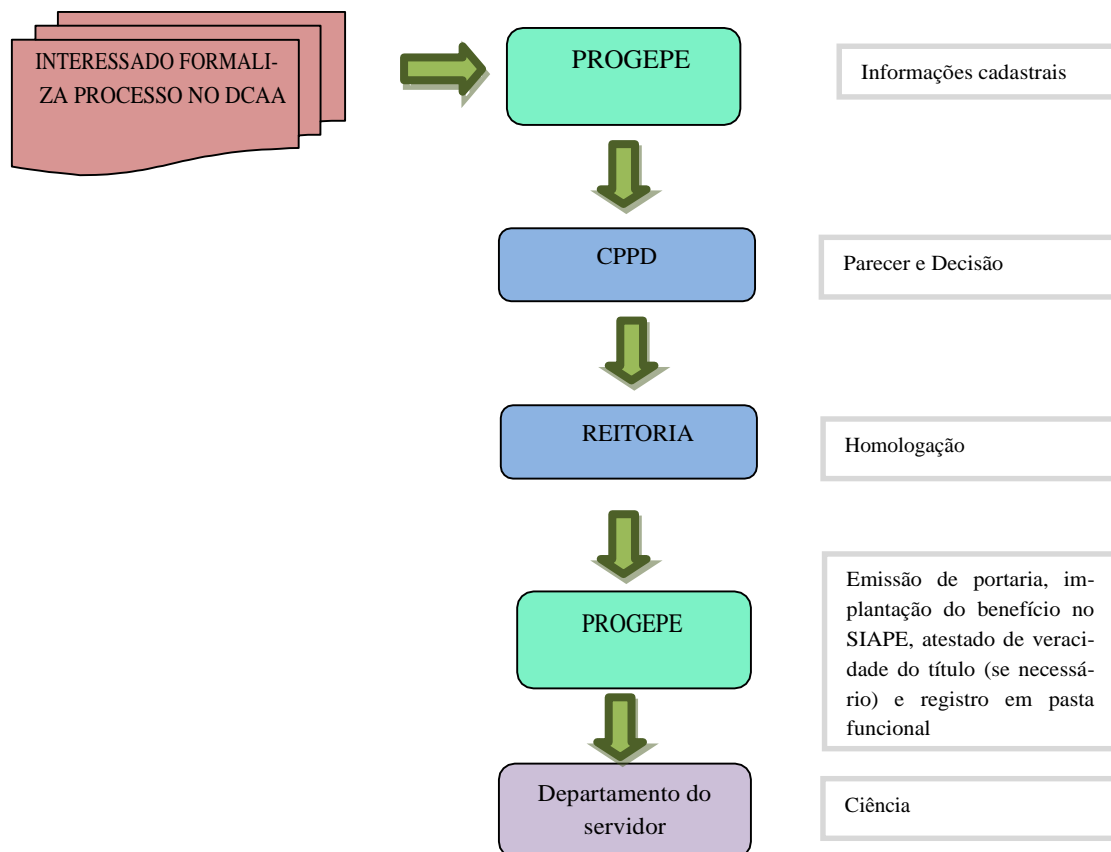 INTERESSADO FORMALI-
ZA PROCESSO NO DCAA
PROGEPE
Informações cadastrais
CPPD
Parecer e Decisão
REITORIA
Homologação
PROGEPE
Emissão de portaria, im-
plantação do benefício no
SIAPE, atestado de veraci-
dade do título (se necessá-
rio) e registro em pasta
funcional
Departamento do
servidor
Ciência